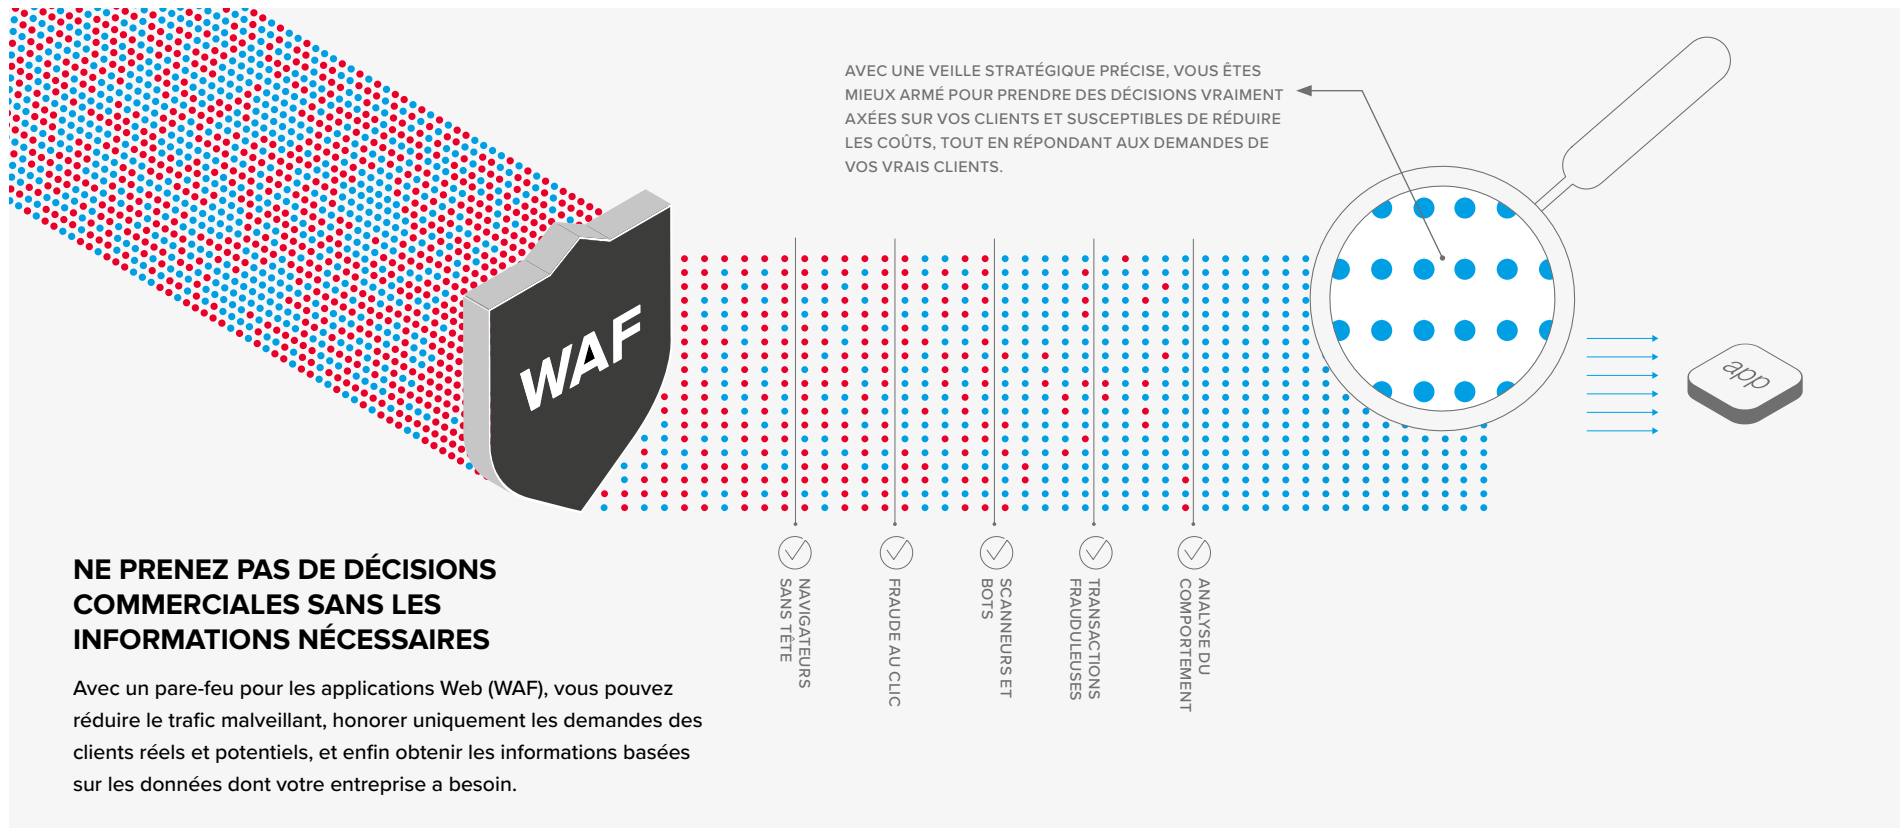 AVEC UNE VEILLE STRATÉGIQUE PRÉCISE, VOUS ÊTES
MIEUX ARMÉ POUR PRENDRE DES DÉCISIONS VRAIMENT
AXÉES SUR VOS CLIENTS ET SUSCEPTIBLES DE RÉDUIRE
LES COÛTS, TOUT EN RÉPONDANT AUX DEMANDES DE
VOS VRAIS CLIENTS.
WAF
app
NAVIGATEURS
SANS TÊTE
FRAUDE AU CLIC
SCANNEURS ET
BOTS
TRANSACTIONS
FRAUDULEUSES
ANALYSE DU
COMPORTEMENT
NE PRENEZ PAS DE DÉCISIONS
COMMERCIALES SANS LES
INFORMATIONS NÉCESSAIRES
Avec un pare-feu pour les applications Web (WAF), vous pouvez
réduire le trafic malveillant, honorer uniquement les demandes des
clients réels et potentiels, et enfin obtenir les informations basées
sur les données dont votre entreprise a besoin.